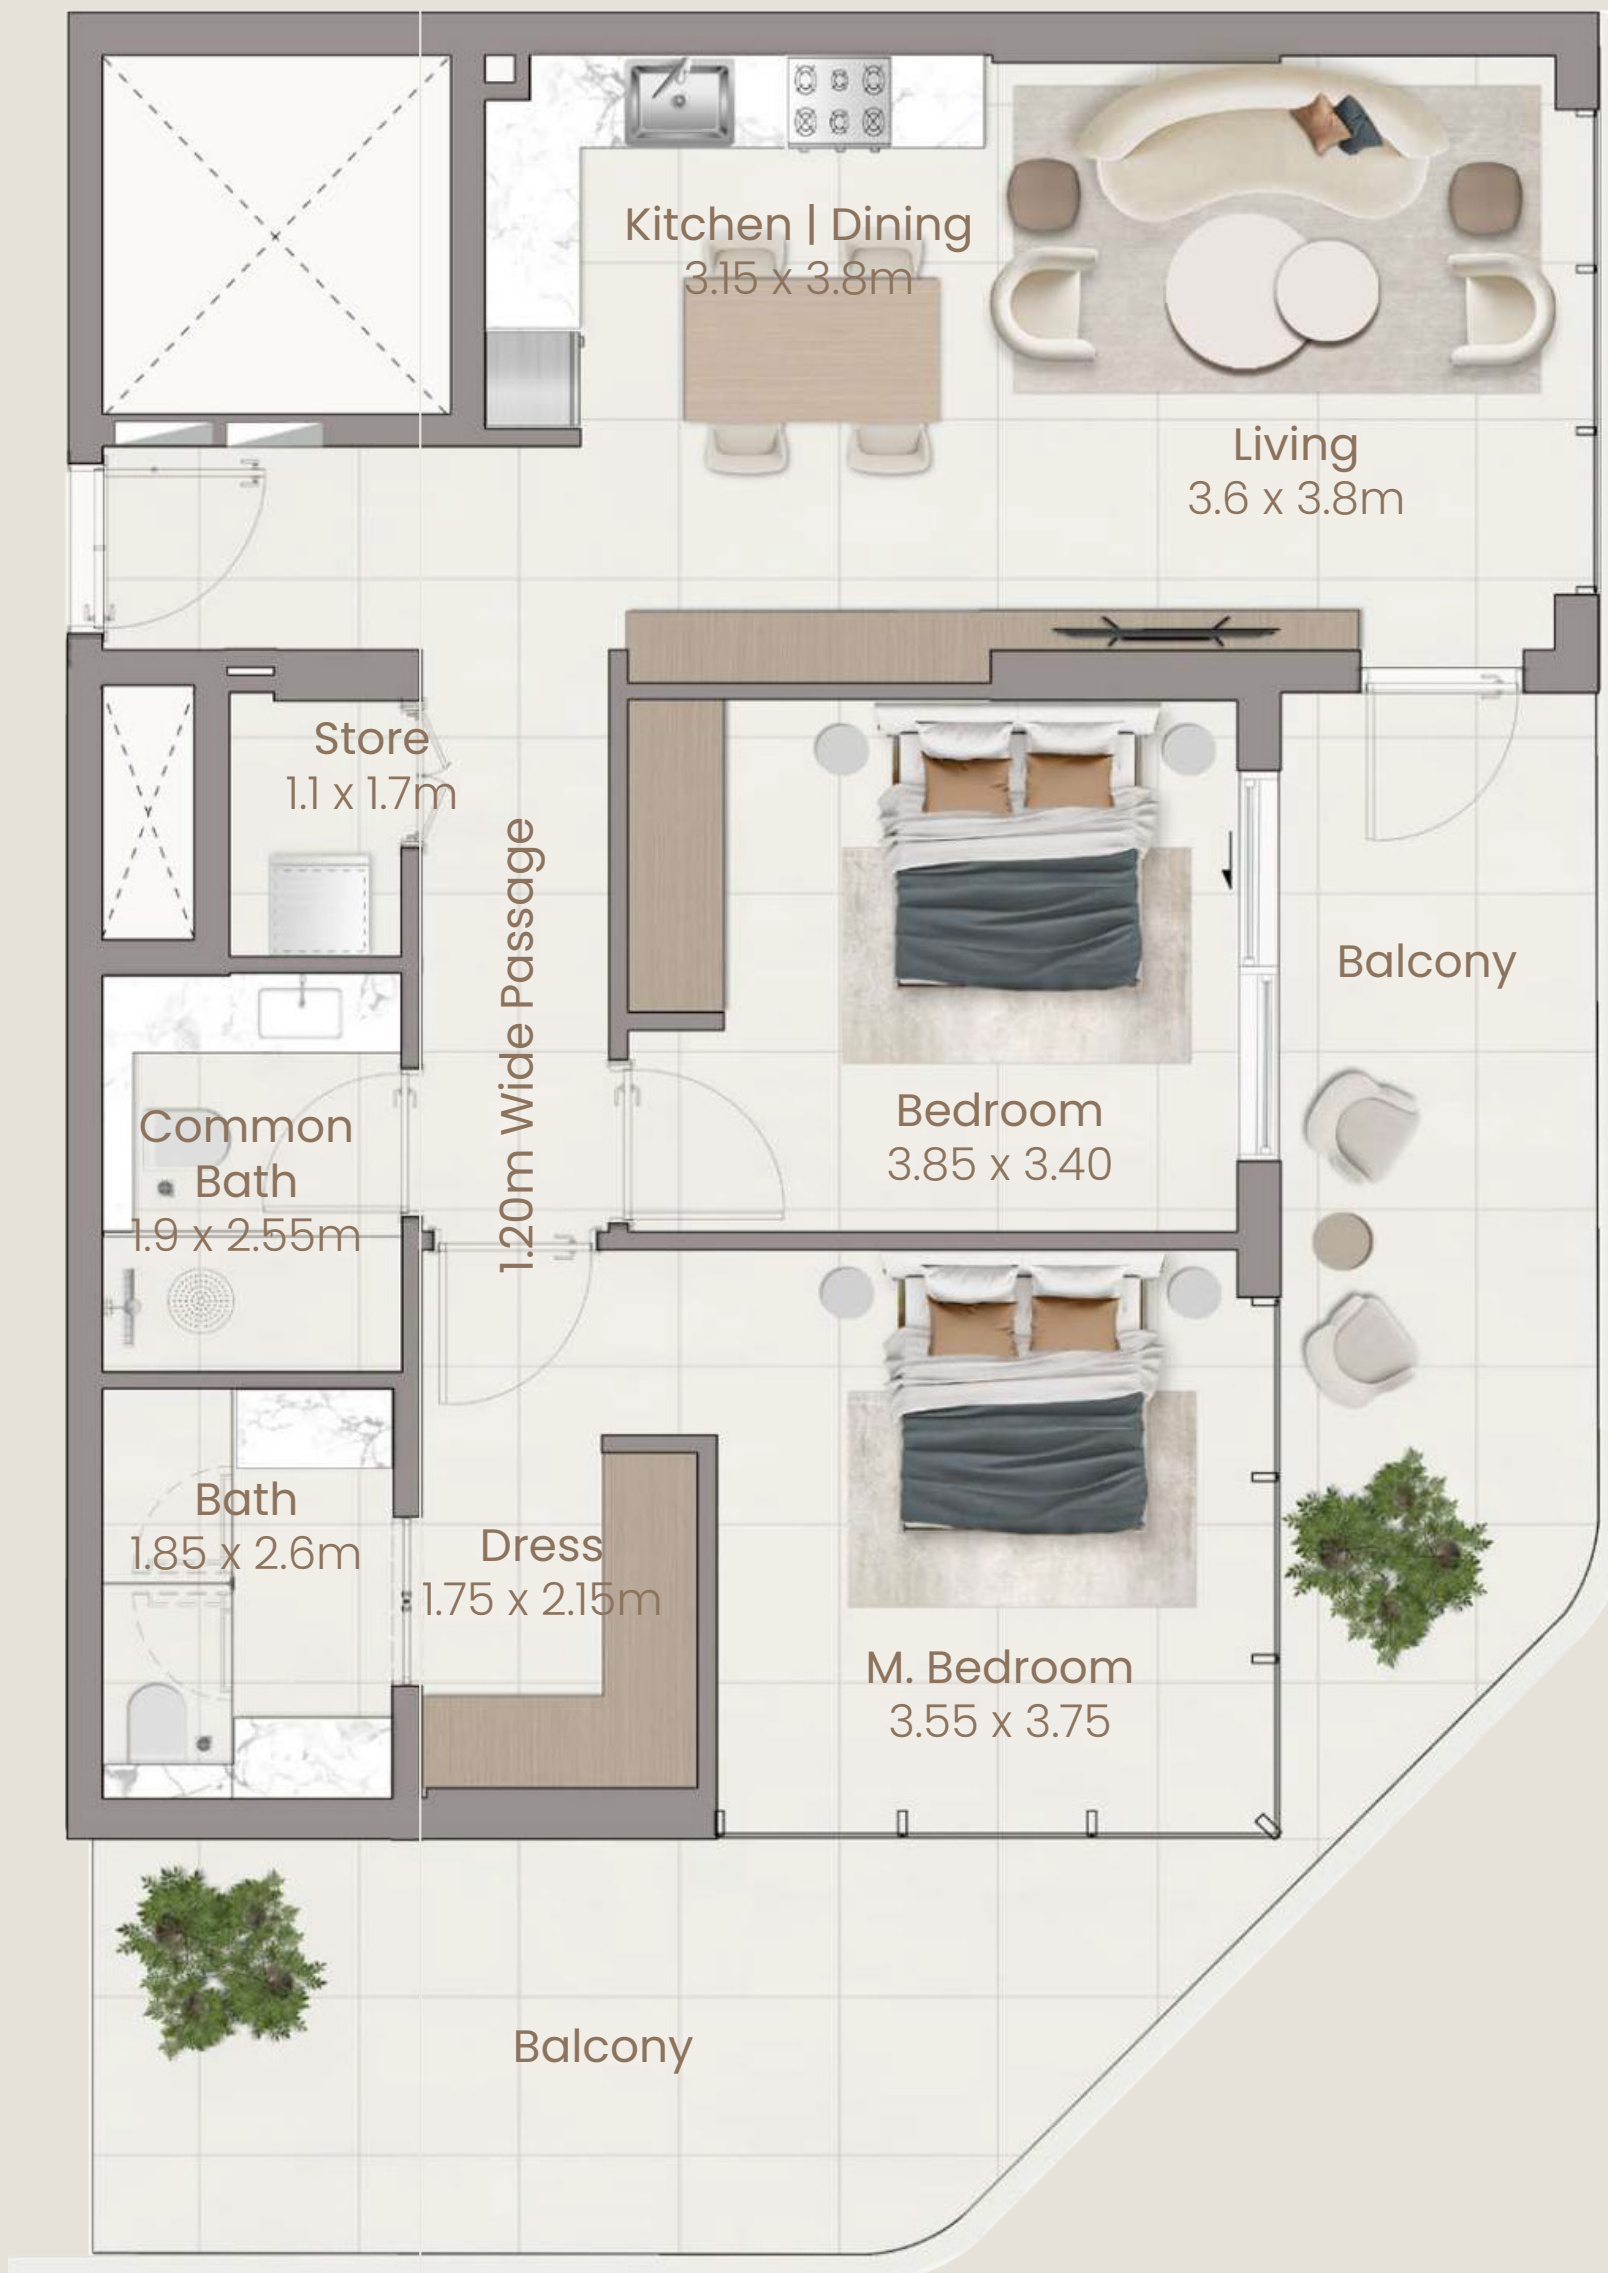 Kitchen | Dining
3.15 x 3.8m
Living
3.6 x 3.8m
Store
1.1 x 1.7m
1.20m Wide Passage
Balcony
Bedroom
3.85 x 3.40
Common
Bath
1.9 x 2.55m
Bath
1.85 x 2.6m
Dress
1.75 x 2.15m
M. Bedroom
3.55 x 3.75
Balcony